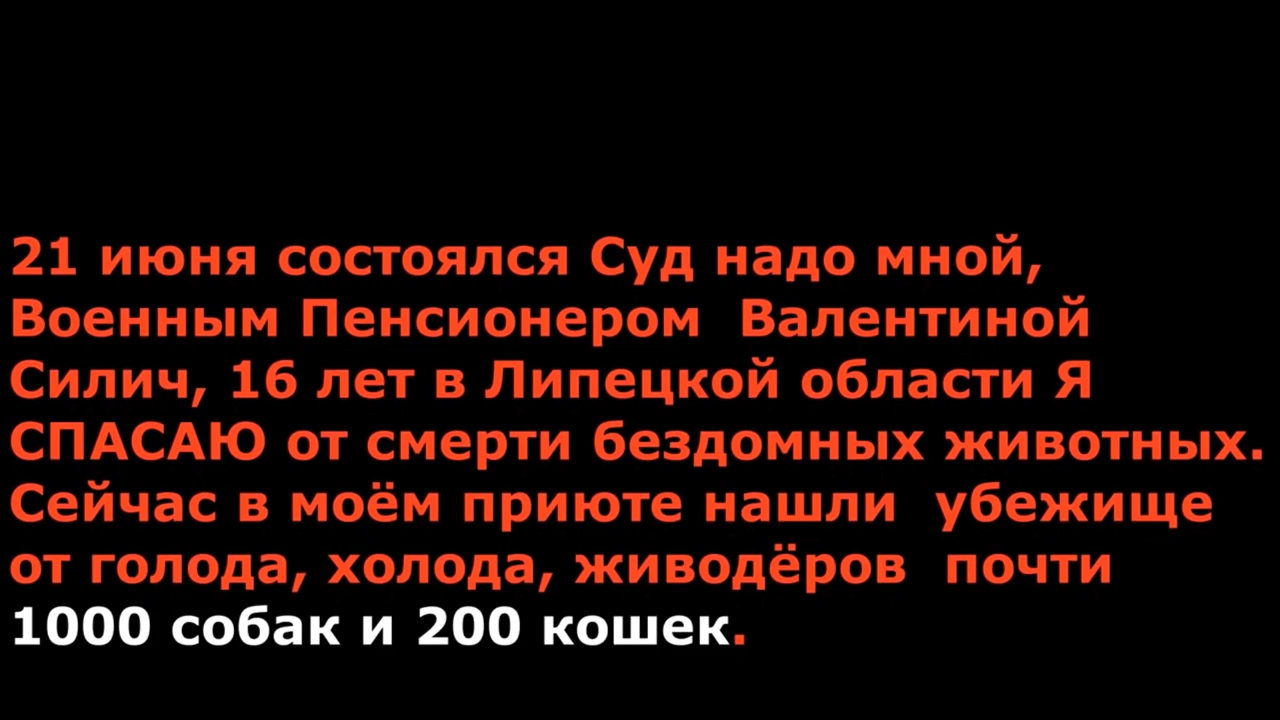 21 июня состоялся Суд надо мной,
Военным Пенсионером  Валентиной
Силич, 16 лет в Липецкой области Я
СПАСАЮ от смерти бездомных животных.
Сейчас в моём приюте нашли  убежище
от голода, холода, живодёров  почти
1000 собак и 200 кошек.